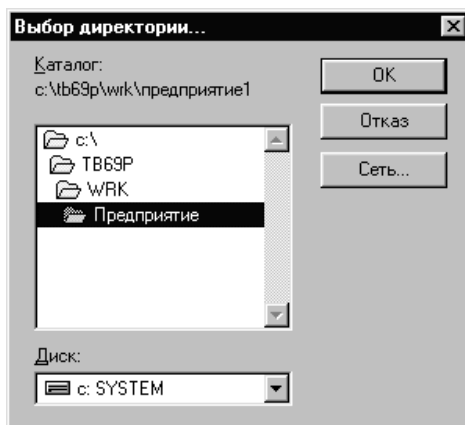 Выбор директории...
Каталог:
c:\tb69p\wrk\предприятие1
OK
Отказ
Сеть...
c:\
TB69P
WRK
Предприятие
Диск:
c: SYSTEM